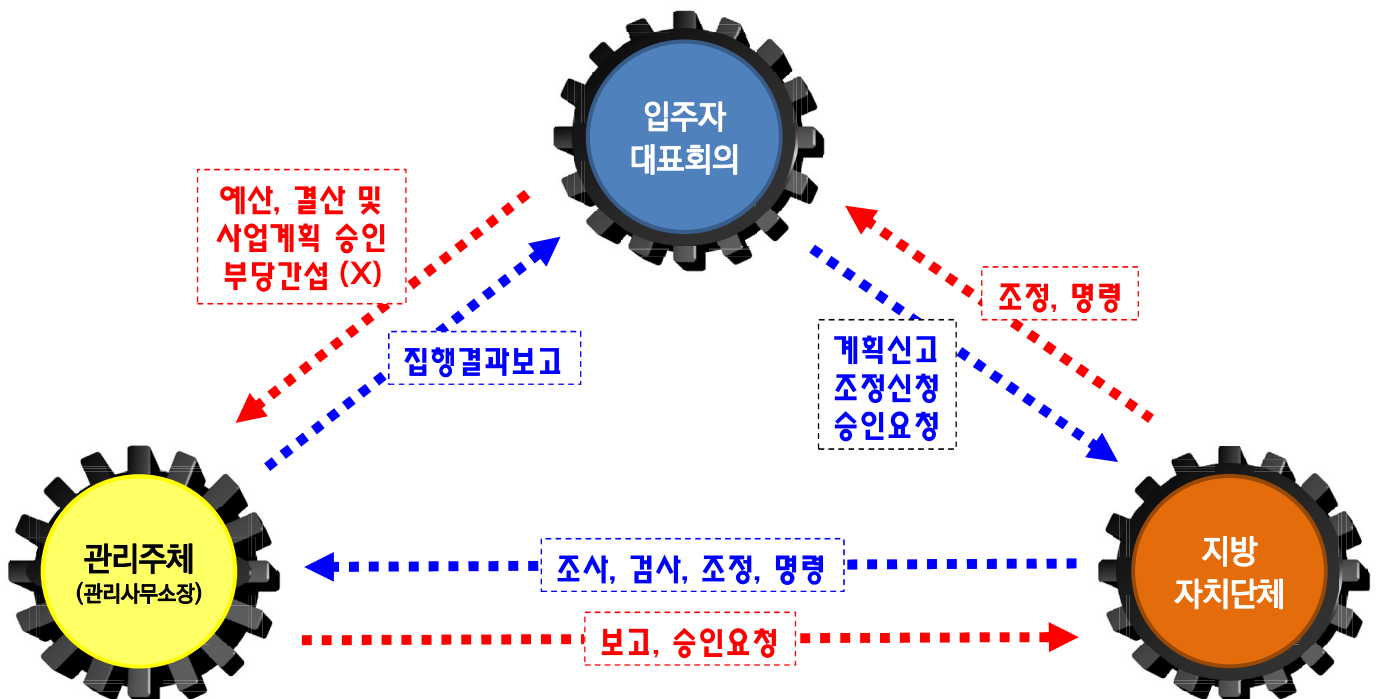 입주자
대표회의
예산, 결산 및
사업계획 승인
부당간섭 (X)
조정, 명령
집행결과보고
계획신고
조정신청
승인요청
관리주체
(관리사무소장)
조사, 검사, 조정, 명령
보고, 승인요청
지방
자치단체